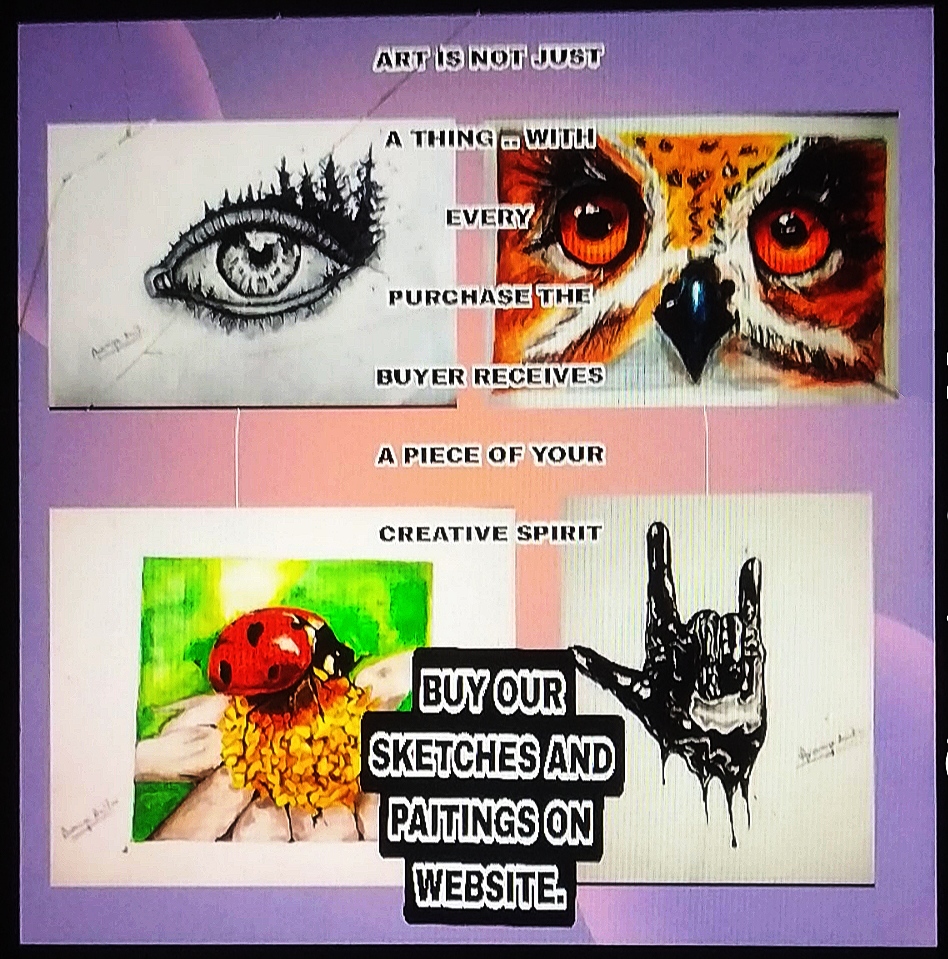 ART IS NOT JUST
A THING .. WITH
EVERY
PURCHASE THE
BUYER RECEIVES
A PIECE OF YOUR
CREATIVE SPIRIT
BUY OUR
SKETCHES AND
PAITINGS ON
WEBSITE.